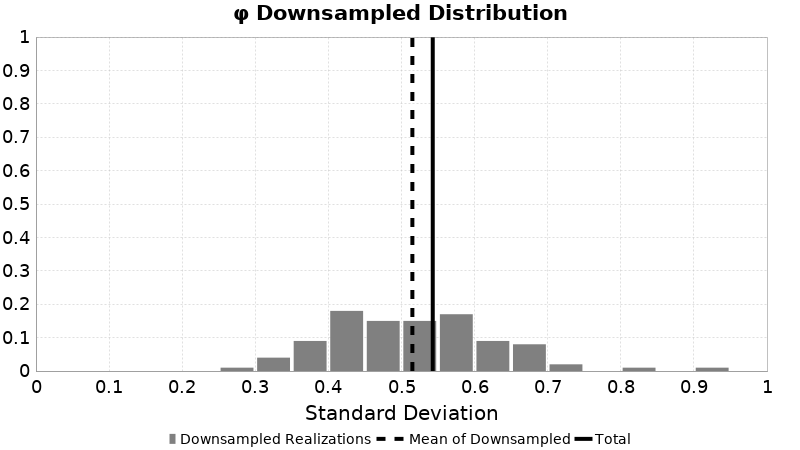 φ Downsampled Distribution
1
0.9
0.8
0.7
0.6
0.5
0.4
0.3
0.2
0.1
0
0 0.1 0.2 0.3 0.4 0.5 0.6 0.7 0.8 0.9 1
Standard Deviation
Downsampled Realizations Mean of Downsampled Total